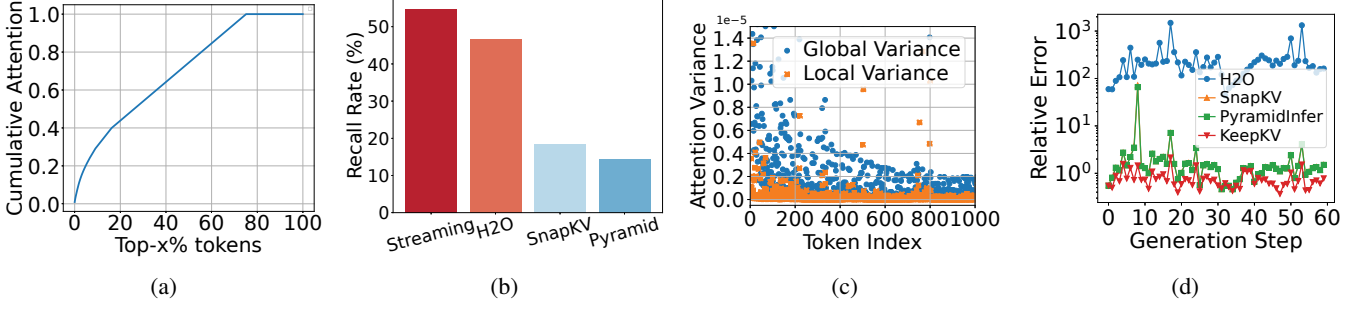 Cumulative Attention
1.0
0.8
0.6
0.4
0.2
0.0
0 20 40 60 80 100
Top-x% tokens
(a)
Recall Rate (%)
50
40
30
20
10
0
Streaming H2O SnapKV Pyramid
(b)
1e−5
Attention Variance
1.4
1.2
1.0
0.8
0.6
0.4
0.2
0.0
Global Variance
Local Variance
0 200 400 600 800 1000
Token Index
(c)
Relative Error
10³
10²
10¹
10⁰
H2O
SnapKV
PyramidInfer
KeepKV
0 10 20 30 40 50 60
Generation Step
(d)